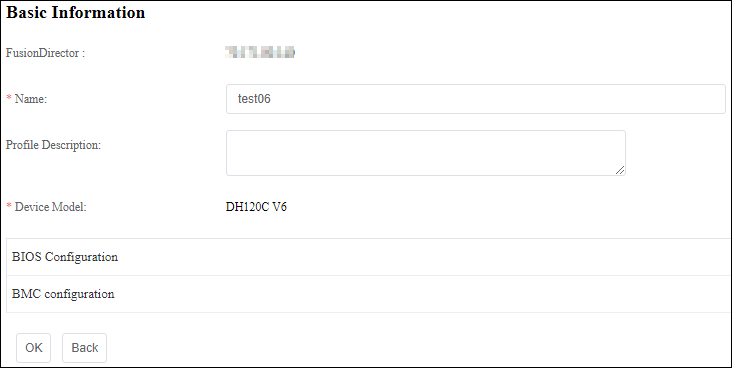 Basic Information
FusionDirector :
* Name: test06
Profile Description:
* Device Model: DH120C V6
BIOS Configuration
BMC configuration
OK Back